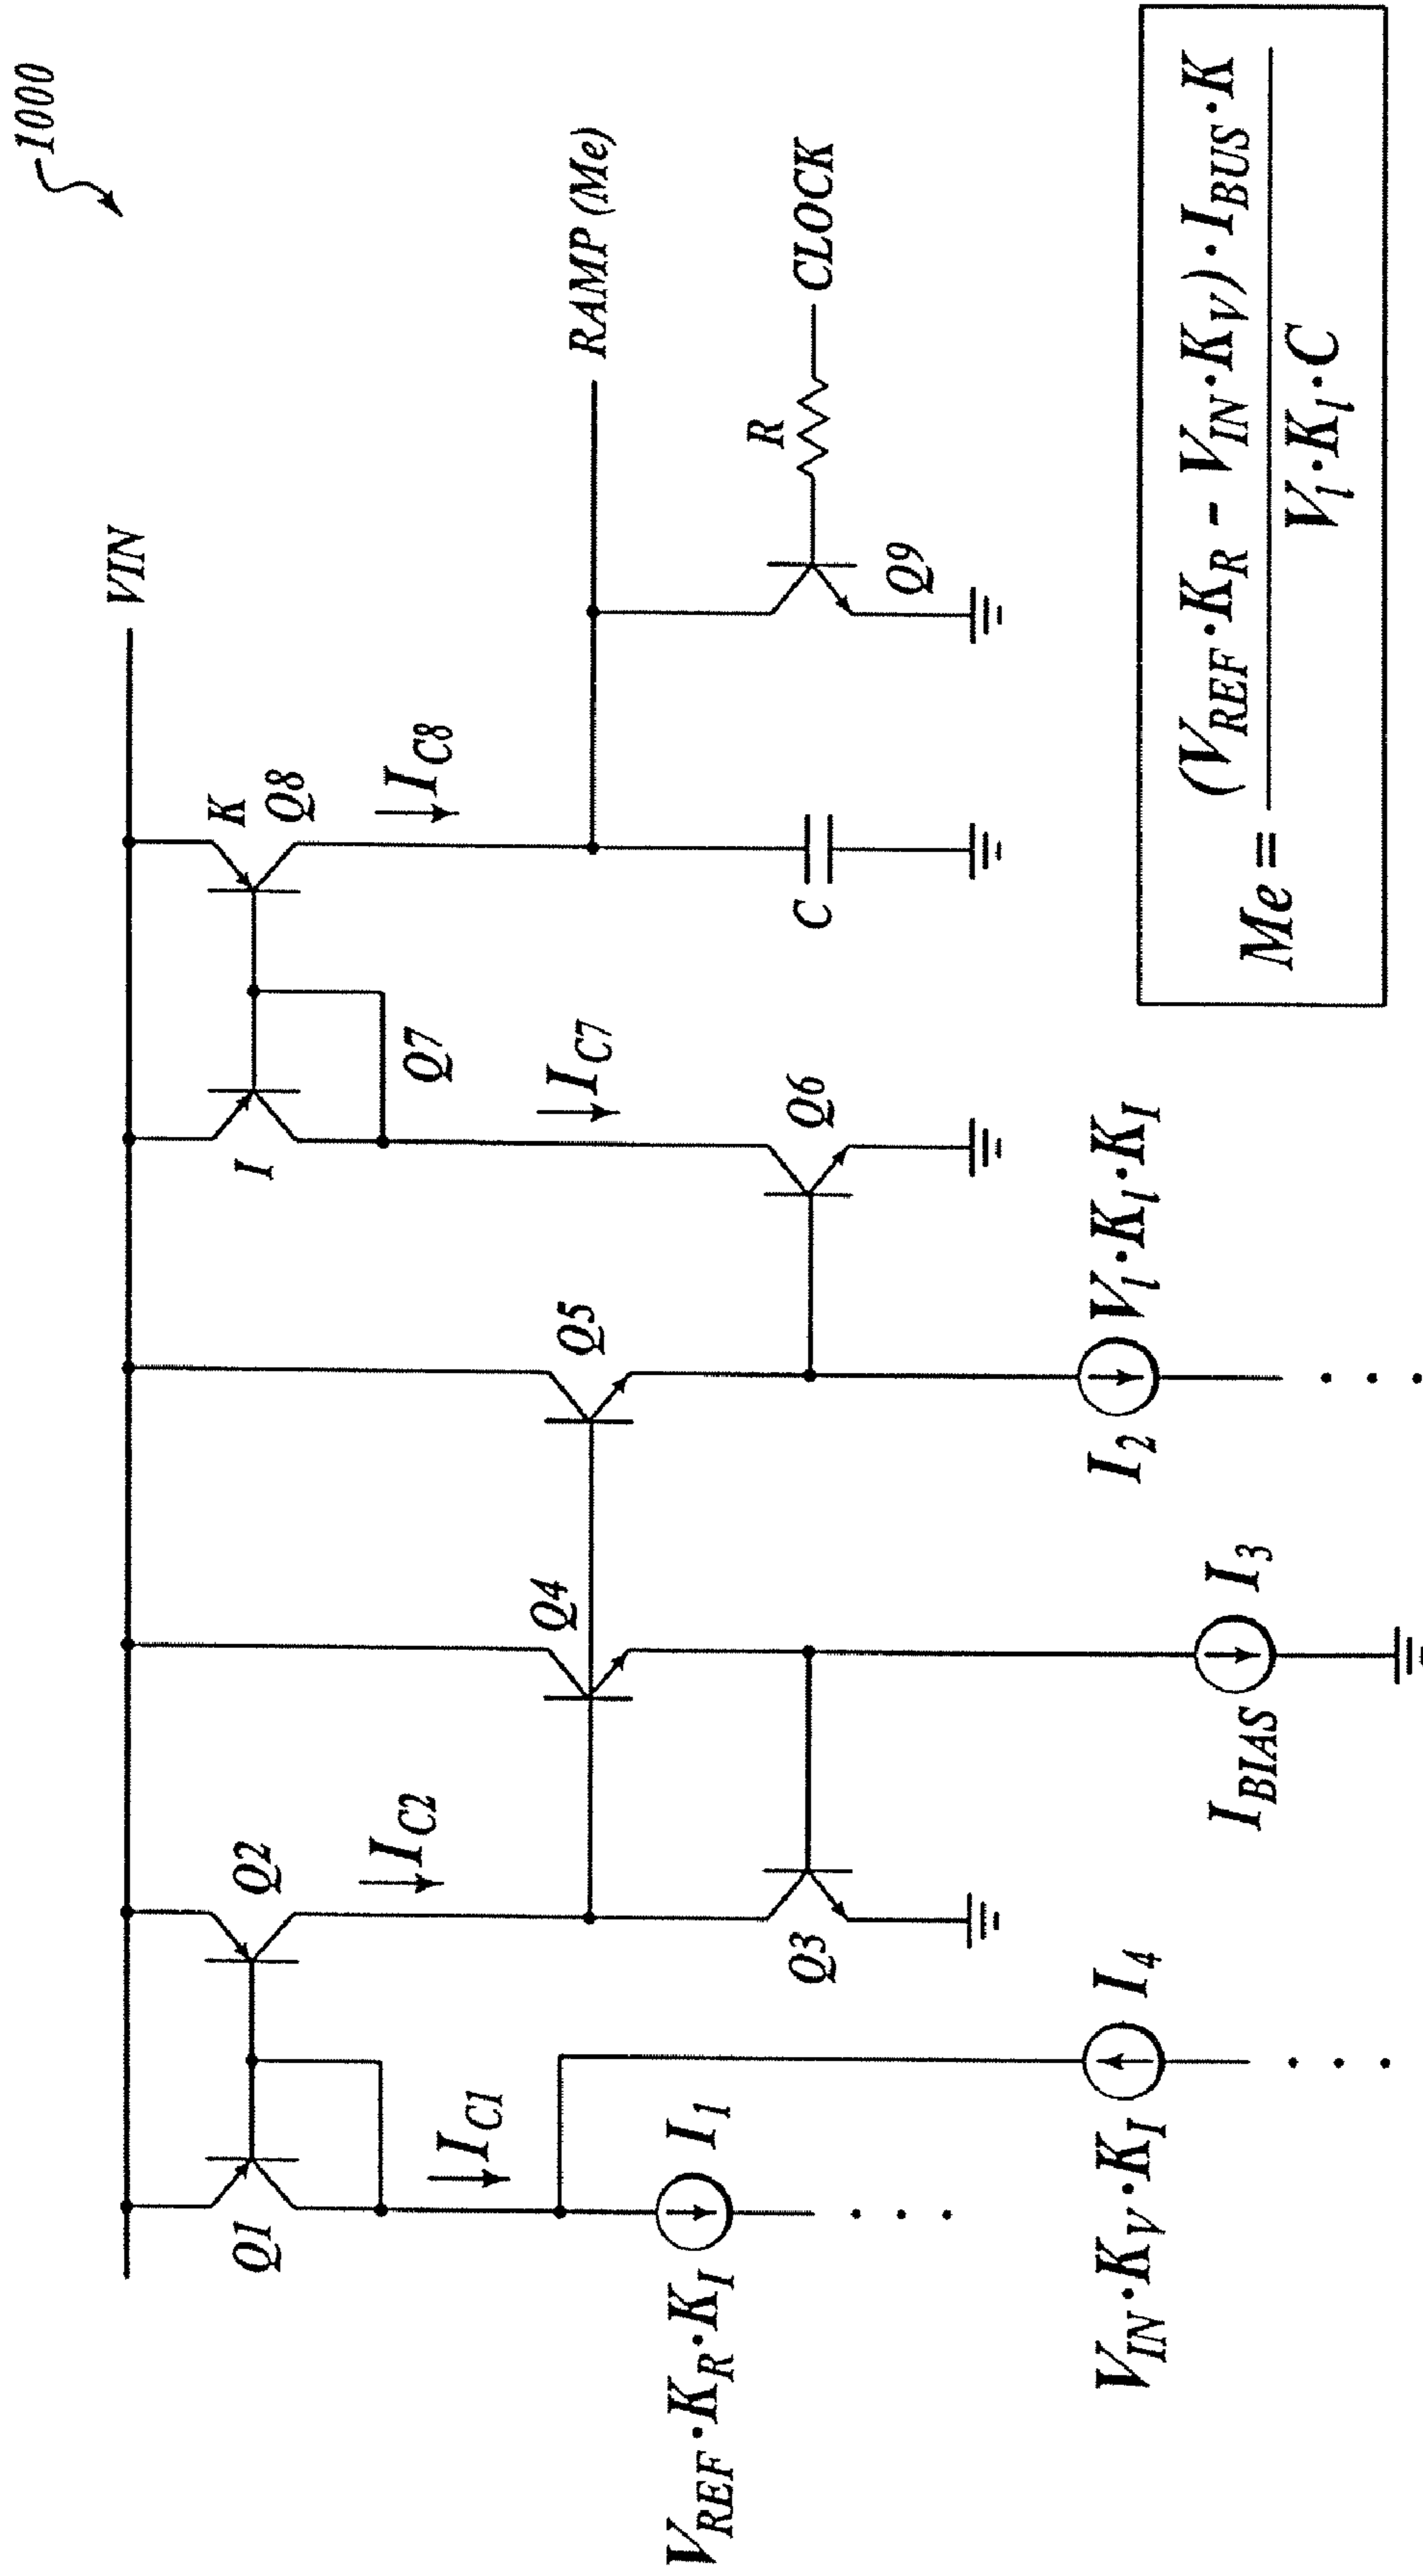 1000
VIN
Q1
Q2
Q4
Q5
I
Q7
K
Q8
I_C1
I_C2
I_C7
I_C8
RAMP (Me)
V_REF·K_R·K_I
I_1
Q3
Q6
C
R
CLOCK
Q9
V_IN·K_V·K_I
I_4
I_BIAS
I_3
I_2
V_l·K_l·K_I
Me = (V_REF·K_R - V_IN·K_V)·I_BUS·K
V_l·K_l·C